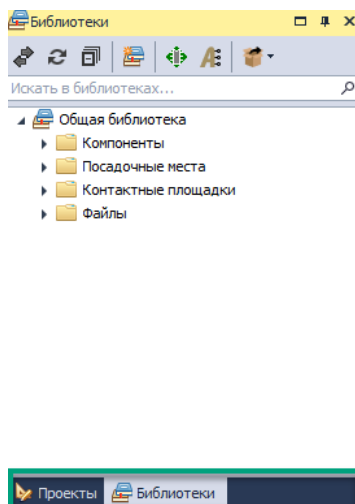 Библиотеки
Искать в библиотеках...
Общая библиотека
Компоненты
Посадочные места
Контактные площадки
Файлы
Проекты Библиотеки